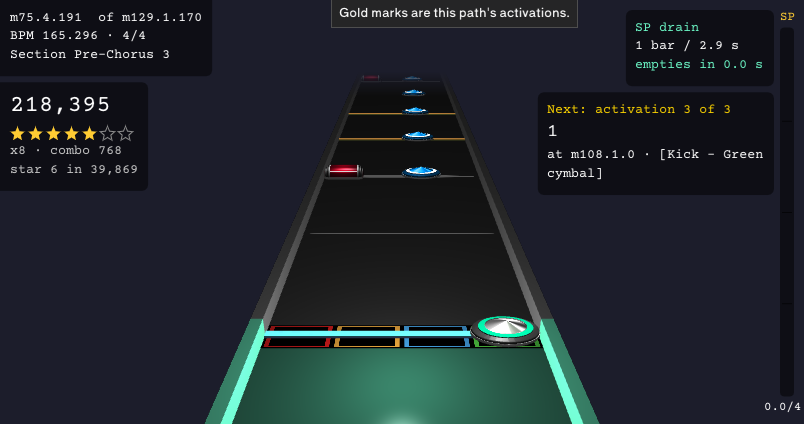 m75.4.191  of m129.1.170
BPM 165.296 · 4/4
Section Pre-Chorus 3
218,395
x8 · combo 768
star 6 in 39,869
Gold marks are this path's activations.
SP drain
1 bar / 2.9 s
empties in 0.0 s
Next: activation 3 of 3
1
at m108.1.0 · [Kick - Green
cymbal]
SP
0.0/4